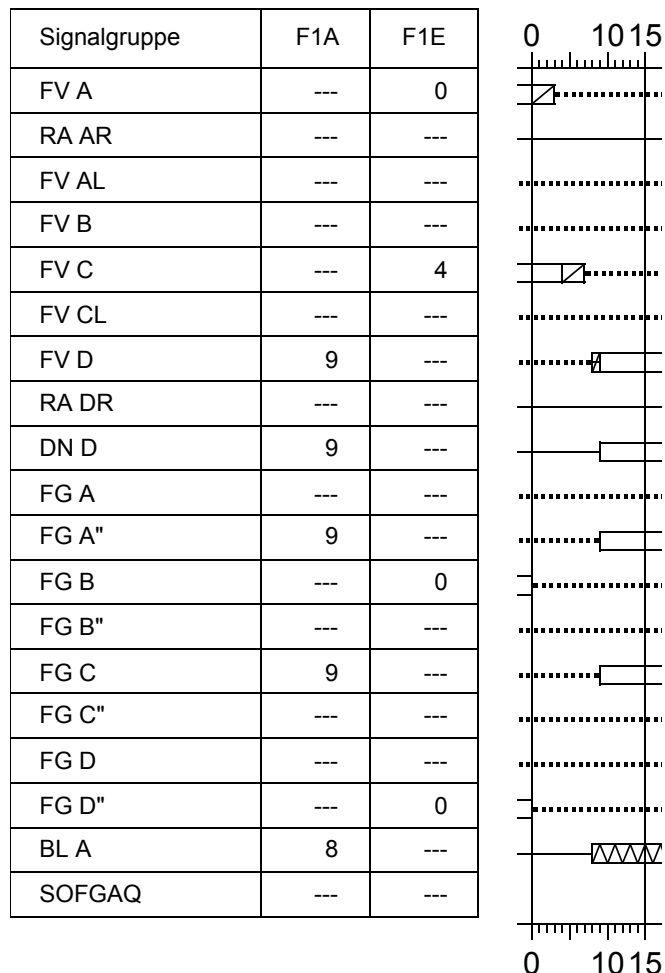 Signalgruppe F1A F1E 0 10 15
FV A --- 0
RA AR --- ---
FV AL --- ---
FV B --- ---
FV C --- 4
FV CL --- ---
FV D 9 ---
RA DR --- ---
DN D 9 ---
FG A --- ---
FG A" 9 ---
FG B --- 0
FG B" --- ---
FG C 9 ---
FG C" --- ---
FG D --- ---
FG D" --- 0
BL A 8 ---
SOFGAQ --- ---
0 10 15